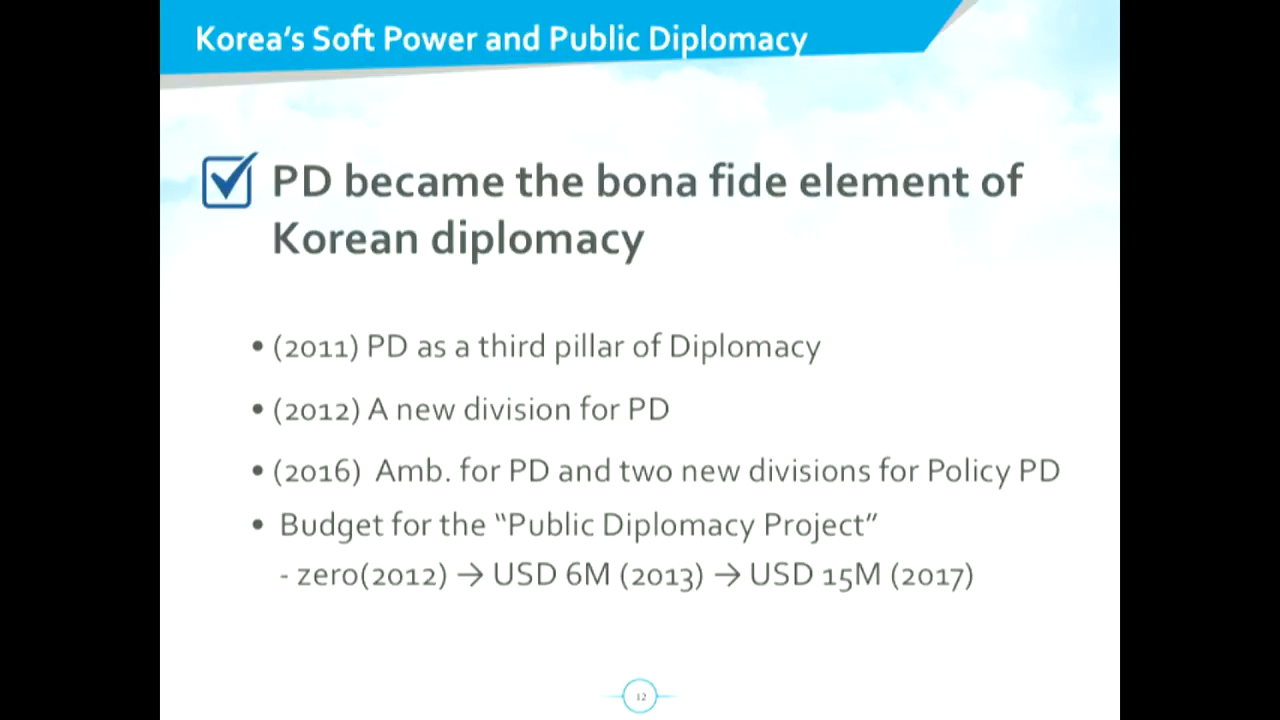 Korea's Soft Power and Public Diplomacy
PD became the bona fide element of
Korean diplomacy
• (2011) PD as a third pillar of Diplomacy
• (2012) A new division for PD
• (2016) Amb. for PD and two new divisions for Policy PD
• Budget for the “Public Diplomacy Project”
- zero(2012) → USD 6M (2013) → USD 15M (2017)
12